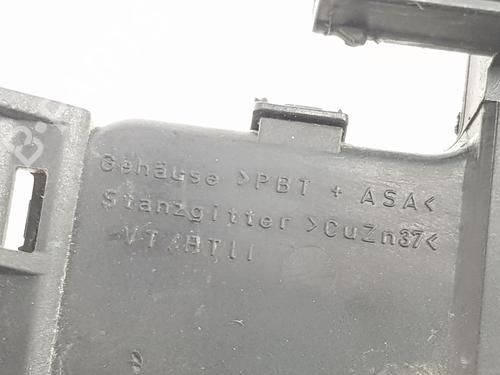 Gehäuse >PBT + ASA<
Stanzgitter >CuZn37<